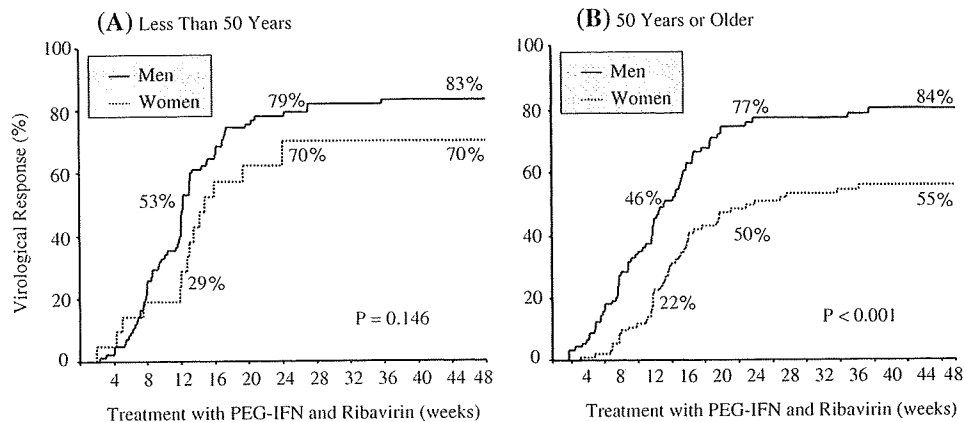 (A) Less Than 50 Years
100
80
60
40
20
0
Virological Response (%)
Men
Women
53%
79%
83%
29%
70%
70%
P = 0.146
4 8 12 16 20 24 28 32 36 40 44 48
Treatment with PEG-IFN and Ribavirin (weeks)
(B) 50 Years or Older
100
80
60
40
20
0
Men
Women
46%
77%
84%
22%
50%
55%
P < 0.001
4 8 12 16 20 24 28 32 36 40 44 48
Treatment with PEG-IFN and Ribavirin (weeks)